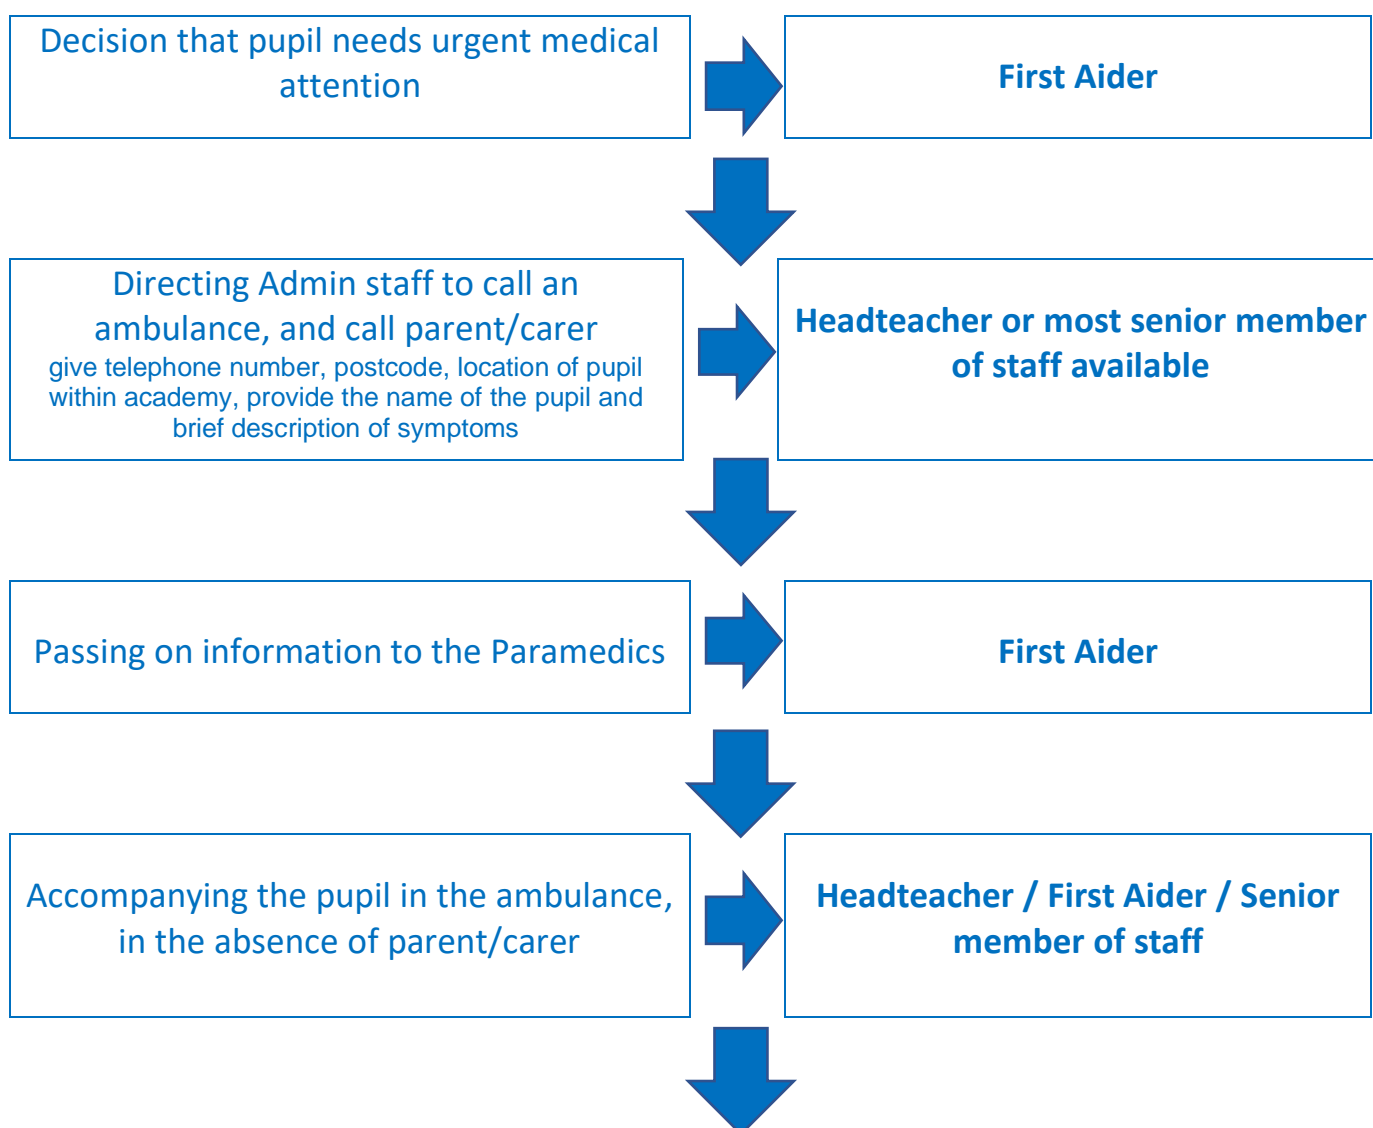 Decision that pupil needs urgent medical
attention
First Aider
Directing Admin staff to call an
ambulance, and call parent/carer
give telephone number, postcode, location of pupil
within academy, provide the name of the pupil and
brief description of symptoms
Headteacher or most senior member
of staff available
Passing on information to the Paramedics
First Aider
Accompanying the pupil in the ambulance,
in the absence of parent/carer
Headteacher / First Aider / Senior
member of staff